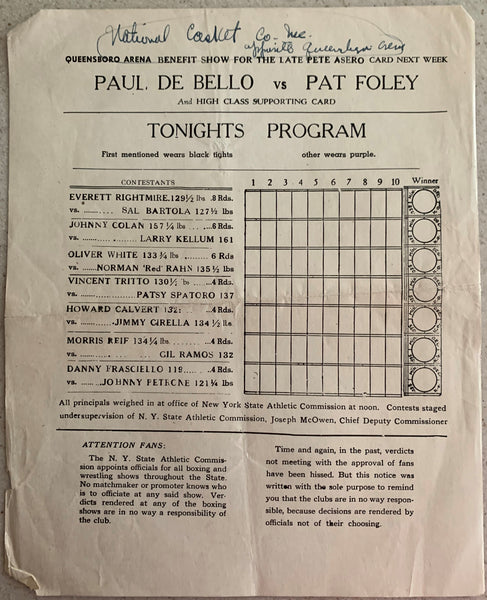 National Casket Co. Inc.
opposite Queensboro Arena
QUEENSBORO ARENA BENEFIT SHOW FOR THE LATE PETE ASERO CARD NEXT WEEK
PAUL DE BELLO vs PAT FOLEY
And HIGH CLASS SUPPORTING CARD
TONIGHTS PROGRAM
First mentioned wears black tights other wears purple.
CONTESTANTS 1 2 3 4 5 6 7 8 9 10 Winner
EVERETT RIGHTMIRE.129½ lbs .8 Rds.
vs. .......... SAL BARTOLA 127½ lbs
JOHNNY COLAN 157¼ lbs ......6 Rds
vs. .................. LARRY KELLUM 161
OLIVER WHITE 133¾ lbs ........ 6 Rds
vs. .......NORMAN 'Red' RAHN 135½ lbs
VINCENT TRITTO 130½ lbs ....4 Rds.
vs. ..................PATSY SPATORO 137
HOWARD CALVERT 132: ........4 Rds.
vs. ........JIMMY CIRELLA 134½ lbs
MORRIS REIF 134¼ lbs. ........4 Rds.
vs. ...................... GIL RAMOS 132
DANNY FRASCIELLO 119.....4 Rds.
vs. ......JOHNNY FETECNE 121¼ lbs
All principals weighed in at office of New York State Athletic Commission at noon. Contests staged
undersupervision of N. Y. State Athletic Commission, Joseph McOwen, Chief Deputy Commissioner
ATTENTION FANS:
The N. Y. State Athletic Commis-
sion appoints officials for all boxing and
wrestling shows throughout the State.
No matchmaker or promoter knows who
is to officiate at any said show. Ver-
dicts rendered at any of the boxing
shows are in no way a responsibility of
the club.
Time and again, in the past, verdicts
not meeting with the approval of fans
have been hissed. But this notice was
written with the sole purpose to remind
you that the clubs are in no way respon-
sible, because decisions are rendered by
officials not of their choosing.